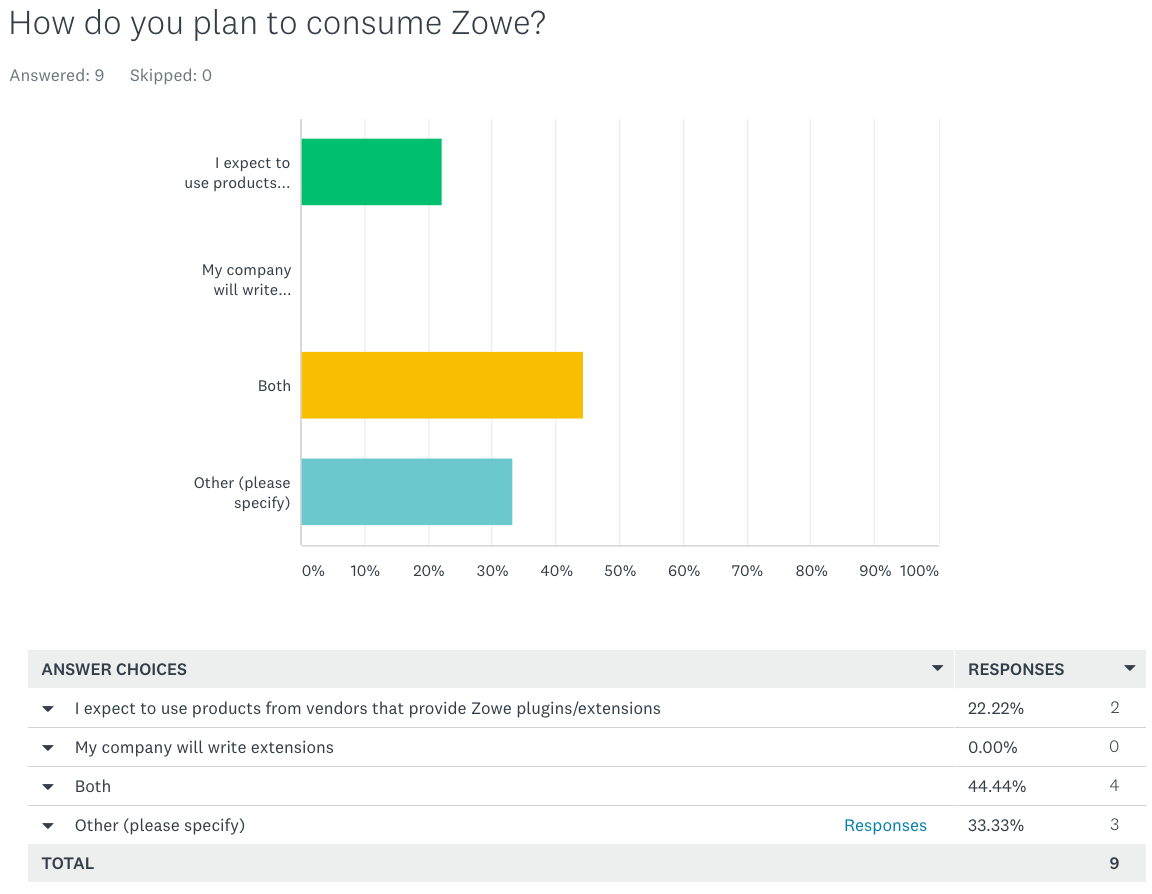 How do you plan to consume Zowe?
Answered: 9 Skipped: 0
I expect to
use products...
My company
will write...
Both
Other (please
specify)
0% 10% 20% 30% 40% 50% 60% 70% 80% 90% 100%
ANSWER CHOICES RESPONSES
I expect to use products from vendors that provide Zowe plugins/extensions 22.22% 2
My company will write extensions 0.00% 0
Both 44.44% 4
Other (please specify) Responses 33.33% 3
TOTAL 9